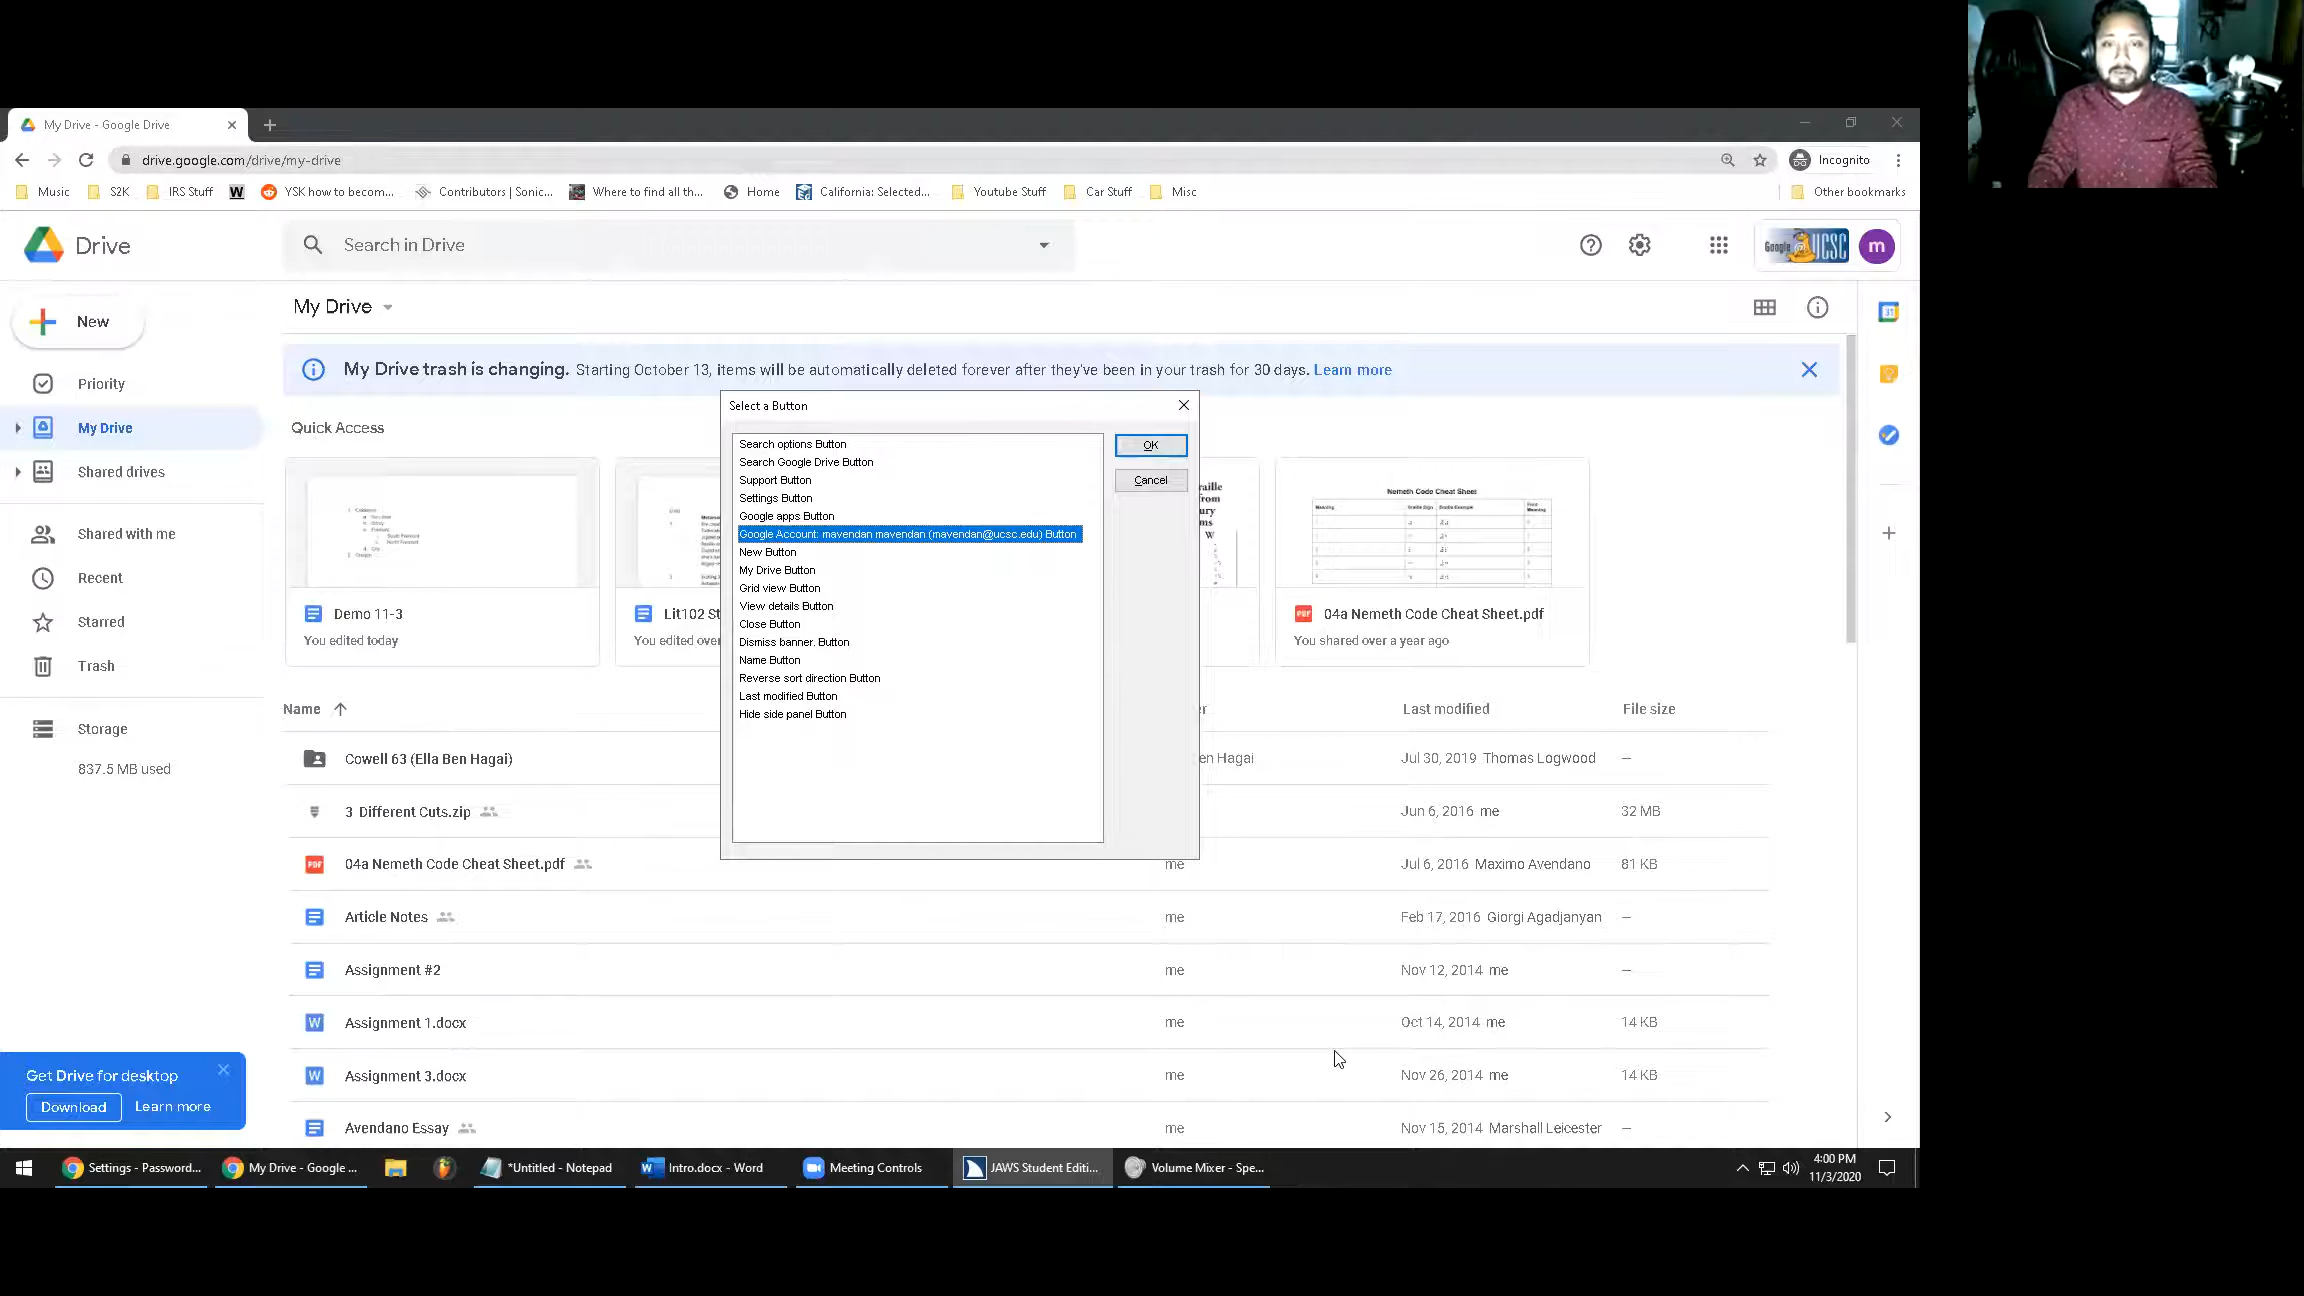 My Drive - Google Drive
drive.google.com/drive/my-drive
Incognito
Music
S2K
IRS Stuff
W
YSK how to becom...
Contributors | Sonic...
Where to find all th...
Home
California: Selected...
Youtube Stuff
Car Stuff
Misc
Other bookmarks
Drive
Search in Drive
Google UCSC
m
New
My Drive
31
Priority
My Drive trash is changing. Starting October 13, items will be automatically deleted forever after they've been in your trash for 30 days. Learn more
My Drive
Quick Access
Shared drives
Shared with me
Recent
Starred
Trash
Storage
837.5 MB used
Select a Button
Search options Button
Search Google Drive Button
Support Button
Settings Button
Google apps Button
Google Account: mavendan mavendan (mavendan@ucsc.edu) Button
New Button
My Drive Button
Grid view Button
View details Button
Close Button
Dismiss banner. Button
Name Button
Reverse sort direction Button
Last modified Button
Hide side panel Button
OK
Cancel
Nemeth Code Cheat Sheet
Demo 11-3
You edited today
Lit102 St
You edited over
PDF 04a Nemeth Code Cheat Sheet.pdf
You shared over a year ago
Name
Last modified
File size
Cowell 63 (Ella Ben Hagai)
en Hagai
Jul 30, 2019 Thomas Logwood
—
3 Different Cuts.zip
Jun 6, 2016 me
32 MB
PDF 04a Nemeth Code Cheat Sheet.pdf
me
Jul 6, 2016 Maximo Avendano
81 KB
Article Notes
me
Feb 17, 2016 Giorgi Agadjanyan
—
Assignment #2
me
Nov 12, 2014 me
—
W Assignment 1.docx
me
Oct 14, 2014 me
14 KB
W Assignment 3.docx
me
Nov 26, 2014 me
14 KB
Avendano Essay
me
Nov 15, 2014 Marshall Leicester
—
Get Drive for desktop
Download
Learn more
Settings - Password...
My Drive - Google ...
*Untitled - Notepad
Intro.docx - Word
Meeting Controls
JAWS Student Editi...
Volume Mixer - Spe...
4:00 PM
11/3/2020